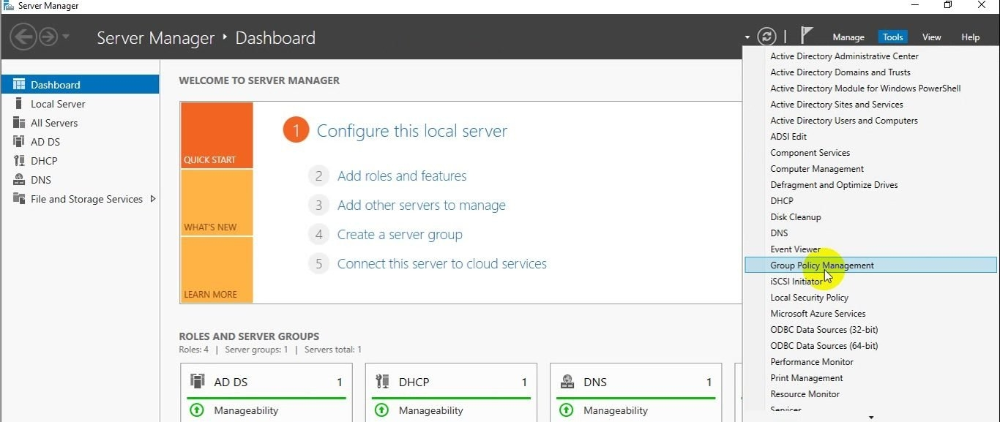 Server Manager
Server Manager ‣ Dashboard
Manage Tools View Help
Dashboard
Local Server
All Servers
AD DS
DHCP
DNS
File and Storage Services
WELCOME TO SERVER MANAGER
QUICK START
WHAT'S NEW
LEARN MORE
1 Configure this local server
2 Add roles and features
3 Add other servers to manage
4 Create a server group
5 Connect this server to cloud services
ROLES AND SERVER GROUPS
Roles: 4 | Server groups: 1 | Servers total: 1
AD DS 1
Manageability
DHCP 1
Manageability
DNS 1
Manageability
Active Directory Administrative Center
Active Directory Domains and Trusts
Active Directory Module for Windows PowerShell
Active Directory Sites and Services
Active Directory Users and Computers
ADSI Edit
Component Services
Computer Management
Defragment and Optimize Drives
DHCP
Disk Cleanup
DNS
Event Viewer
Group Policy Management
iSCSI Initiator
Local Security Policy
Microsoft Azure Services
ODBC Data Sources (32-bit)
ODBC Data Sources (64-bit)
Performance Monitor
Print Management
Resource Monitor
Services